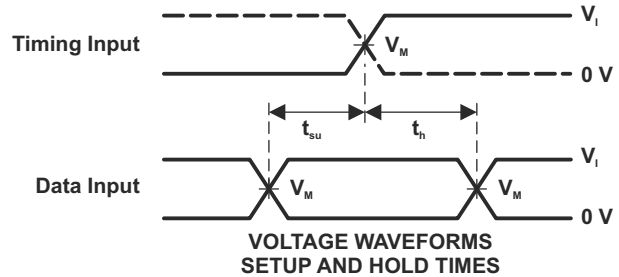 Timing Input
V_M
V_I
0 V
t_su
t_h
Data Input
V_M
V_M
V_I
0 V
VOLTAGE WAVEFORMS
SETUP AND HOLD TIMES